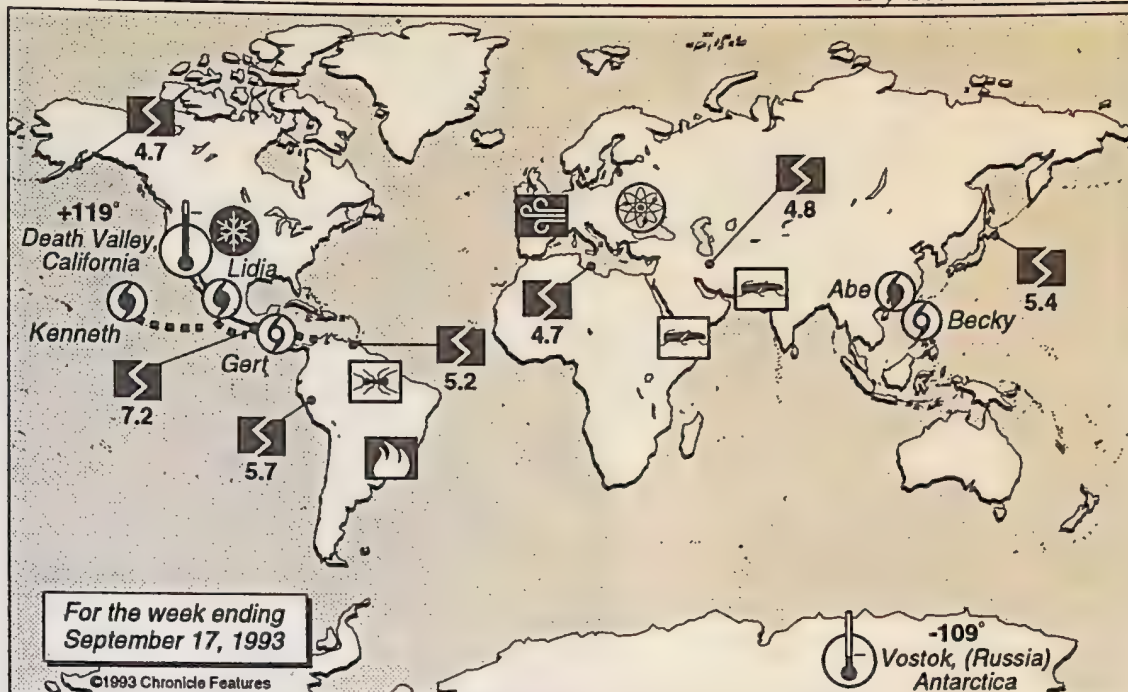 4.7
+119°
Death Valley,
California
Lidia
Kenneth
Gert
7.2
5.7
5.2
4.7
4.8
Abe
Becky
5.4
For the week ending
September 17, 1993
©1993 Chronicle Features
-109°
Vostok, (Russia)
Antarctica